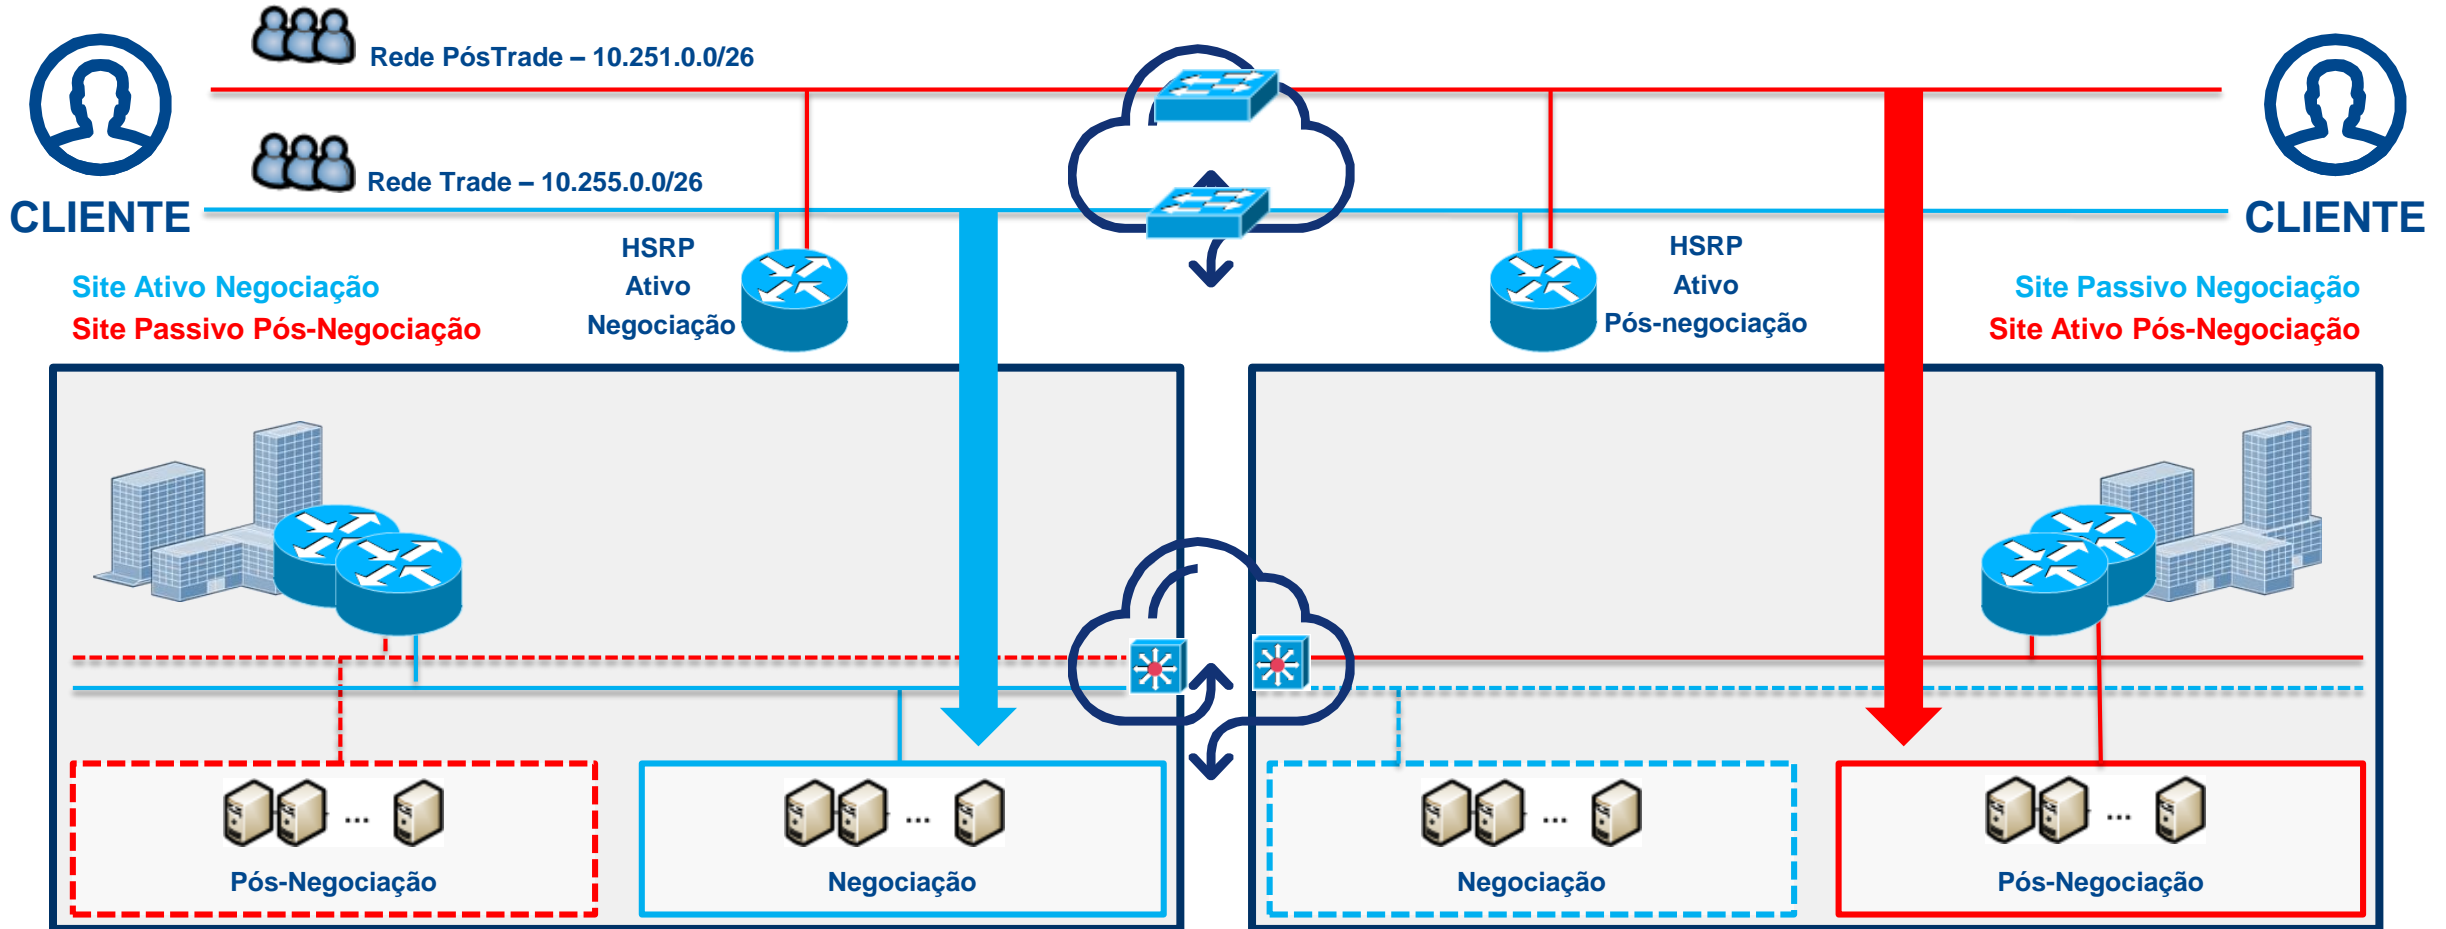 Rede PósTrade – 10.251.0.0/26
Rede Trade – 10.255.0.0/26
CLIENTE
CLIENTE
HSRP
Ativo
Negociação
HSRP
Ativo
Pós-negociação
Site Ativo Negociação
Site Passivo Pós-Negociação
Site Passivo Negociação
Site Ativo Pós-Negociação
...
...
...
...
Pós-Negociação
Negociação
Negociação
Pós-Negociação